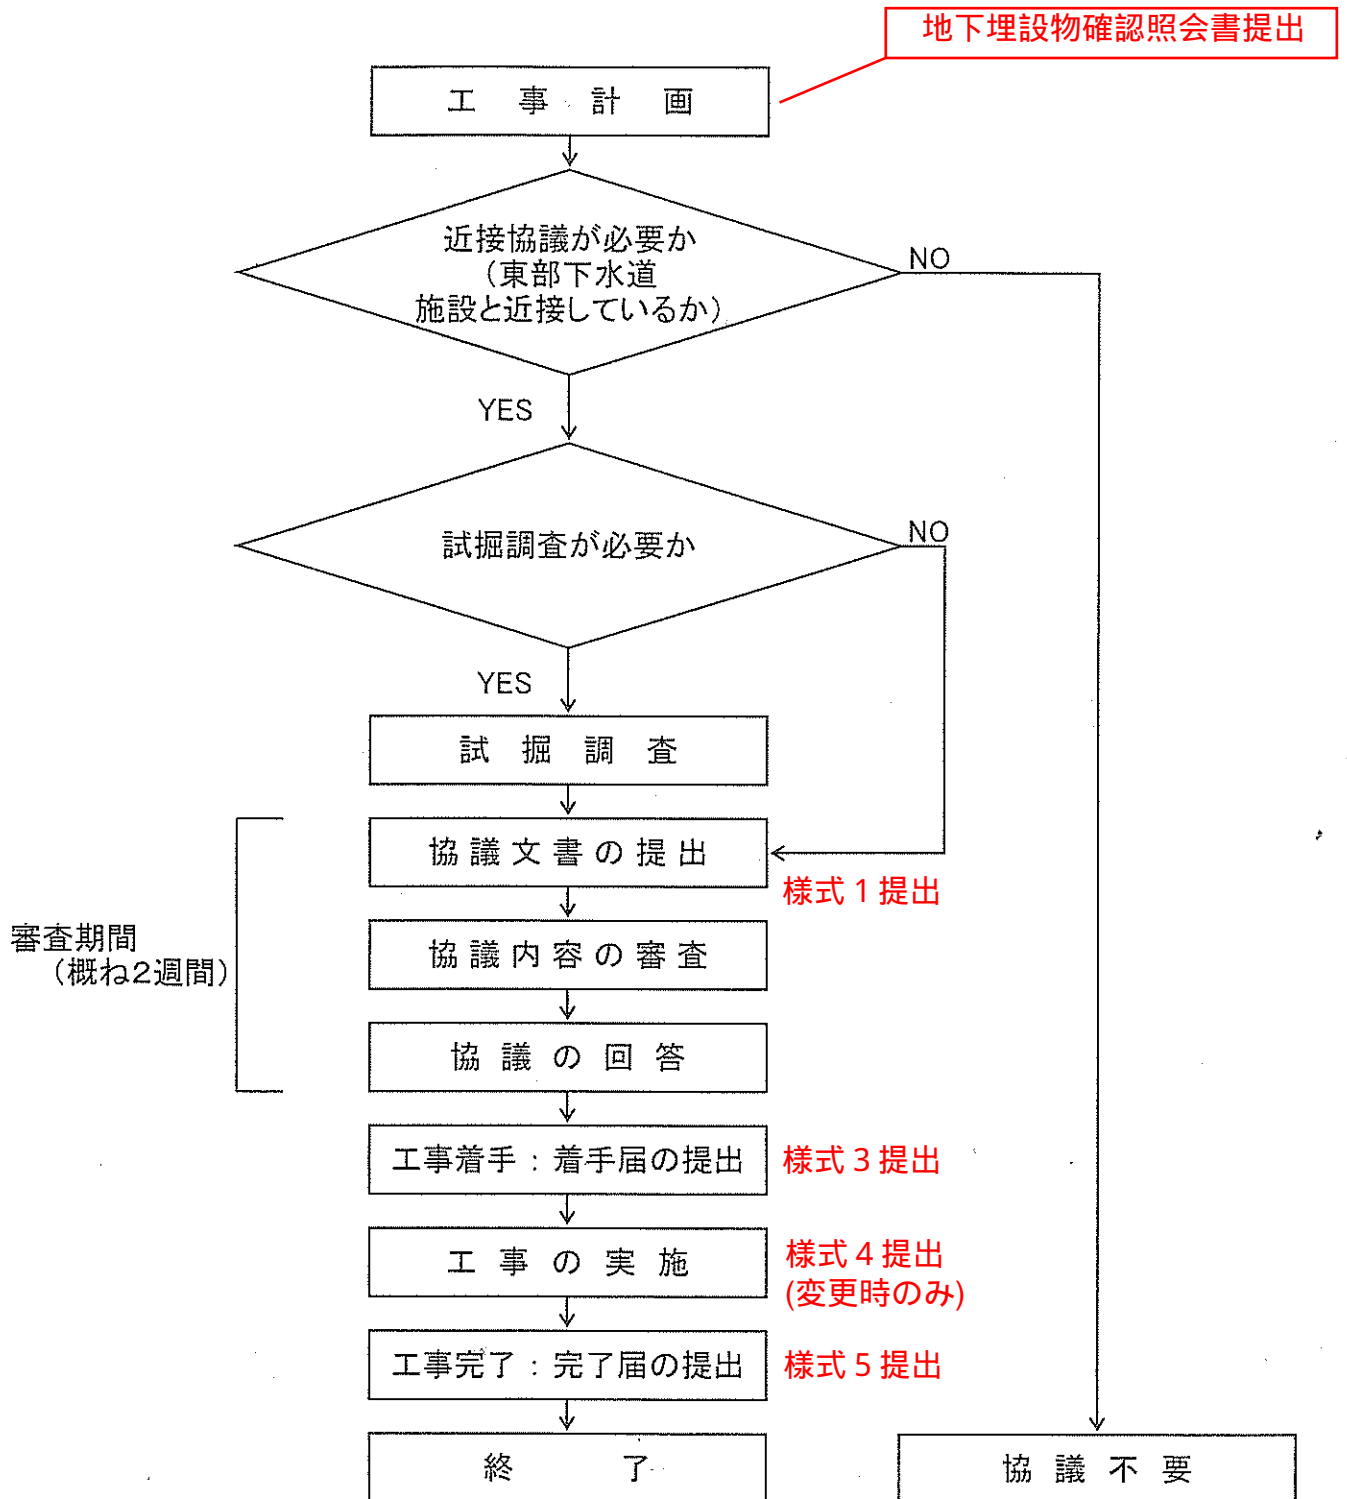 地下埋設物確認照会書提出
工事計画
近接協議が必要か
(東部下水道
施設と近接しているか)
NO
YES
試掘調査が必要か
NO
YES
試掘調査
協議文書の提出
様式1提出
審査期間
(概ね2週間)
協議内容の審査
協議の回答
工事着手:着手届の提出
様式3提出
工事の実施
様式4提出
(変更時のみ)
工事完了:完了届の提出
様式5提出
終了
協議不要